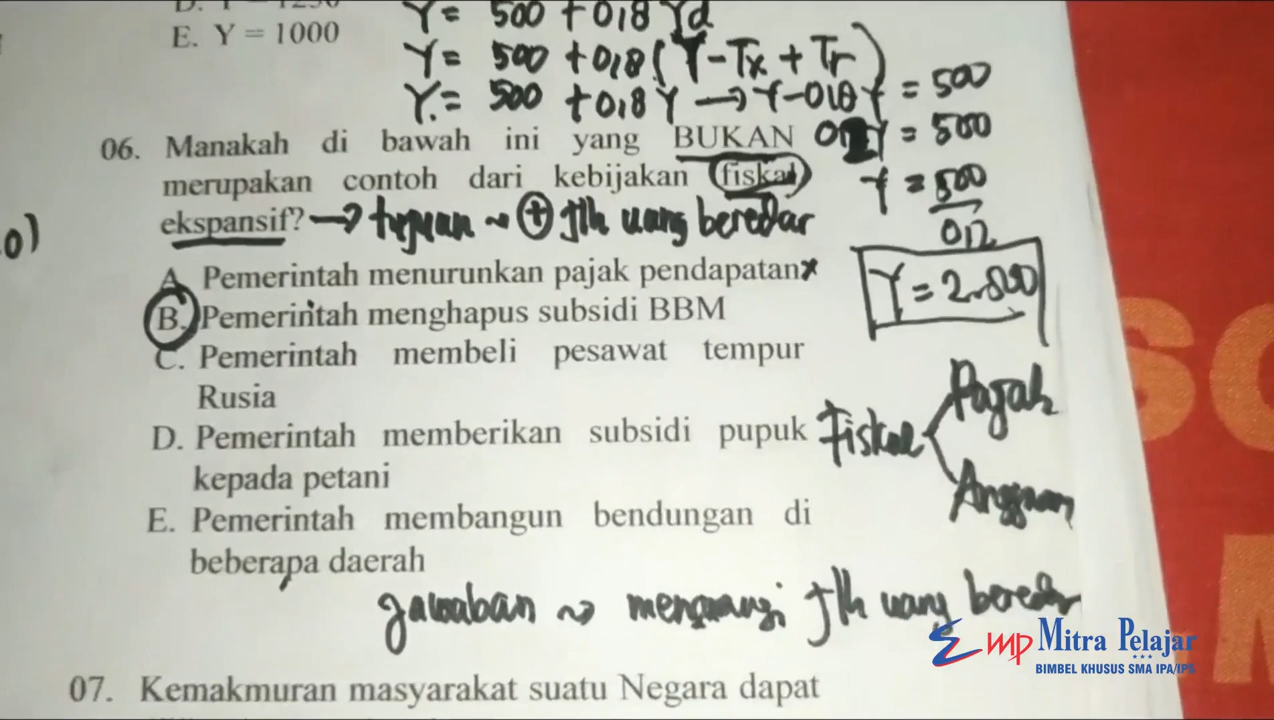 D. Y = 1250
E. Y = 1000
Y = 500 + 0,8 Yd
Y = 500 + 0,8 (Y - Tx + Tr)
Y = 500 + 0,8 Y → Y - 0,8 Y = 500
0,2 Y = 500
Y = 500
0,2
Y = 2.500
06. Manakah di bawah ini yang BUKAN
merupakan contoh dari kebijakan fiskal
ekspansif? → tujuan ~ + Jlh uang beredar
A. Pemerintah menurunkan pajak pendapatan x
B. Pemerintah menghapus subsidi BBM
C. Pemerintah membeli pesawat tempur
Rusia
D. Pemerintah memberikan subsidi pupuk
kepada petani
E. Pemerintah membangun bendungan di
beberapa daerah
Fiskal
Pajak
jawaban ~> mengurangi Jlh uang beredar
07. Kemakmuran masyarakat suatu Negara dapat
0)
SO
M
Emp Mitra Pelajar
BIMBEL KHUSUS SMA IPA/IPS